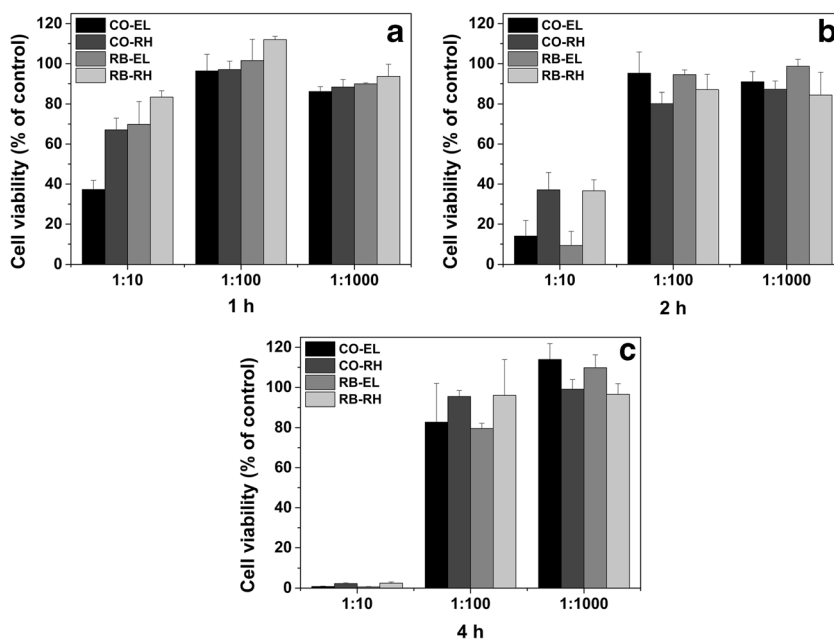 a
Cell viability (% of control)
120
100
80
60
40
20
0
CO-EL
CO-RH
RB-EL
RB-RH
1:10 1:100 1:1000
1 h
b
Cell viability (% of control)
120
100
80
60
40
20
0
CO-EL
CO-RH
RB-EL
RB-RH
1:10 1:100 1:1000
2 h
c
Cell viability (% of control)
120
100
80
60
40
20
0
CO-EL
CO-RH
RB-EL
RB-RH
1:10 1:100 1:1000
4 h